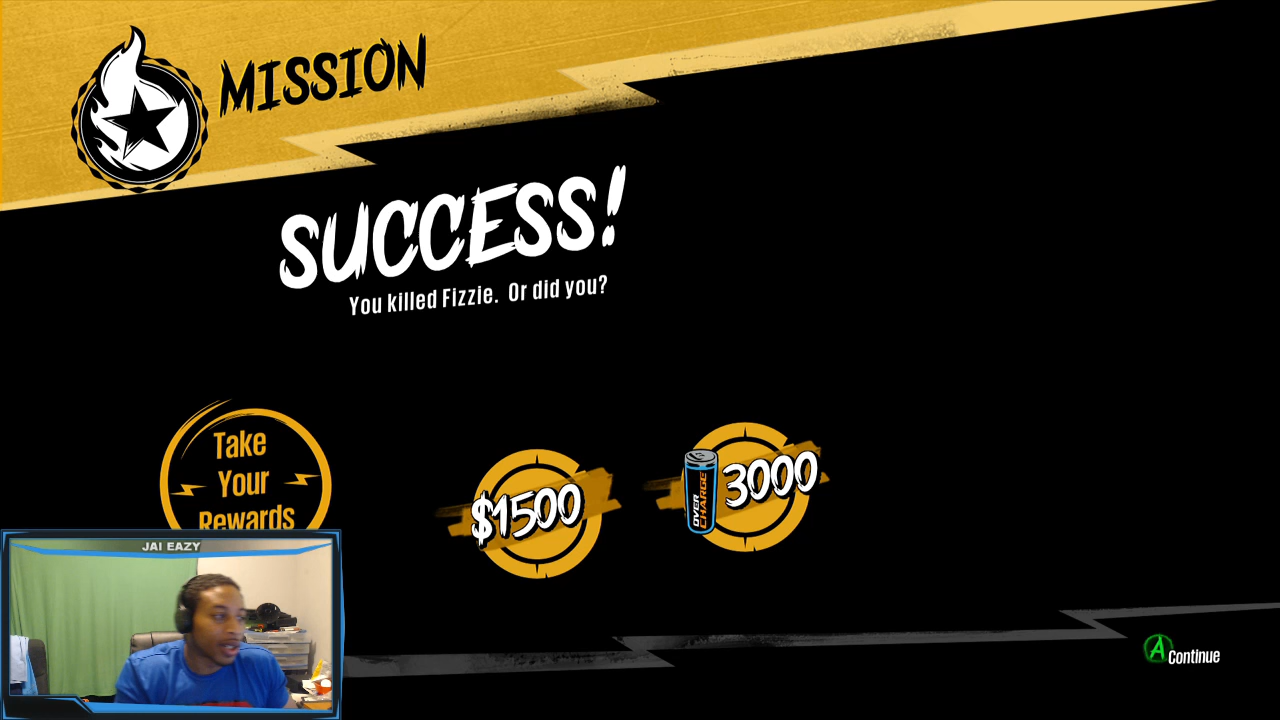 MISSION
SUCCESS!
You killed Fizzie. Or did you?
Take
Your
Rewards
$1500
OVER
CHARGE
3000
JAI EAZY
A Continue